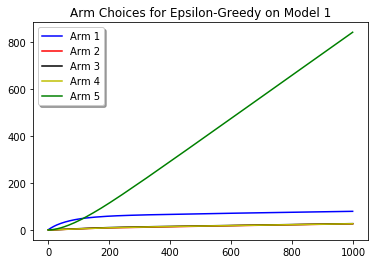 Arm Choices for Epsilon-Greedy on Model 1
Arm 1
Arm 2
Arm 3
Arm 4
Arm 5
800
600
400
200
0
0 200 400 600 800 1000